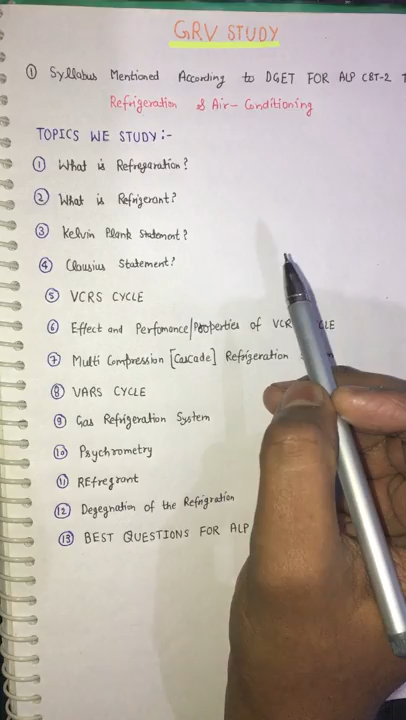 GRV STUDY
① Syllabus Mentioned According to DGET FOR ALP CBT-2 T
Refrigeration & Air-Conditioning
TOPICS WE STUDY:-
① What is Refregaration?
② What is Refrigerant?
③ Kelvin Plank Statement?
④ Clausius Statement?
⑤ VCRS CYCLE
⑥ Effect and Perfomance/Properties of VCR CLE
⑦ Multi Compression [Cascade] Refrigeration
⑧ VARS CYCLE
⑨ Gas Refrigeration System
⑩ Psychrometry
⑪ REfregrant
⑫ Degegnation of the Refrigration
⑬ BEST QUESTIONS FOR ALP